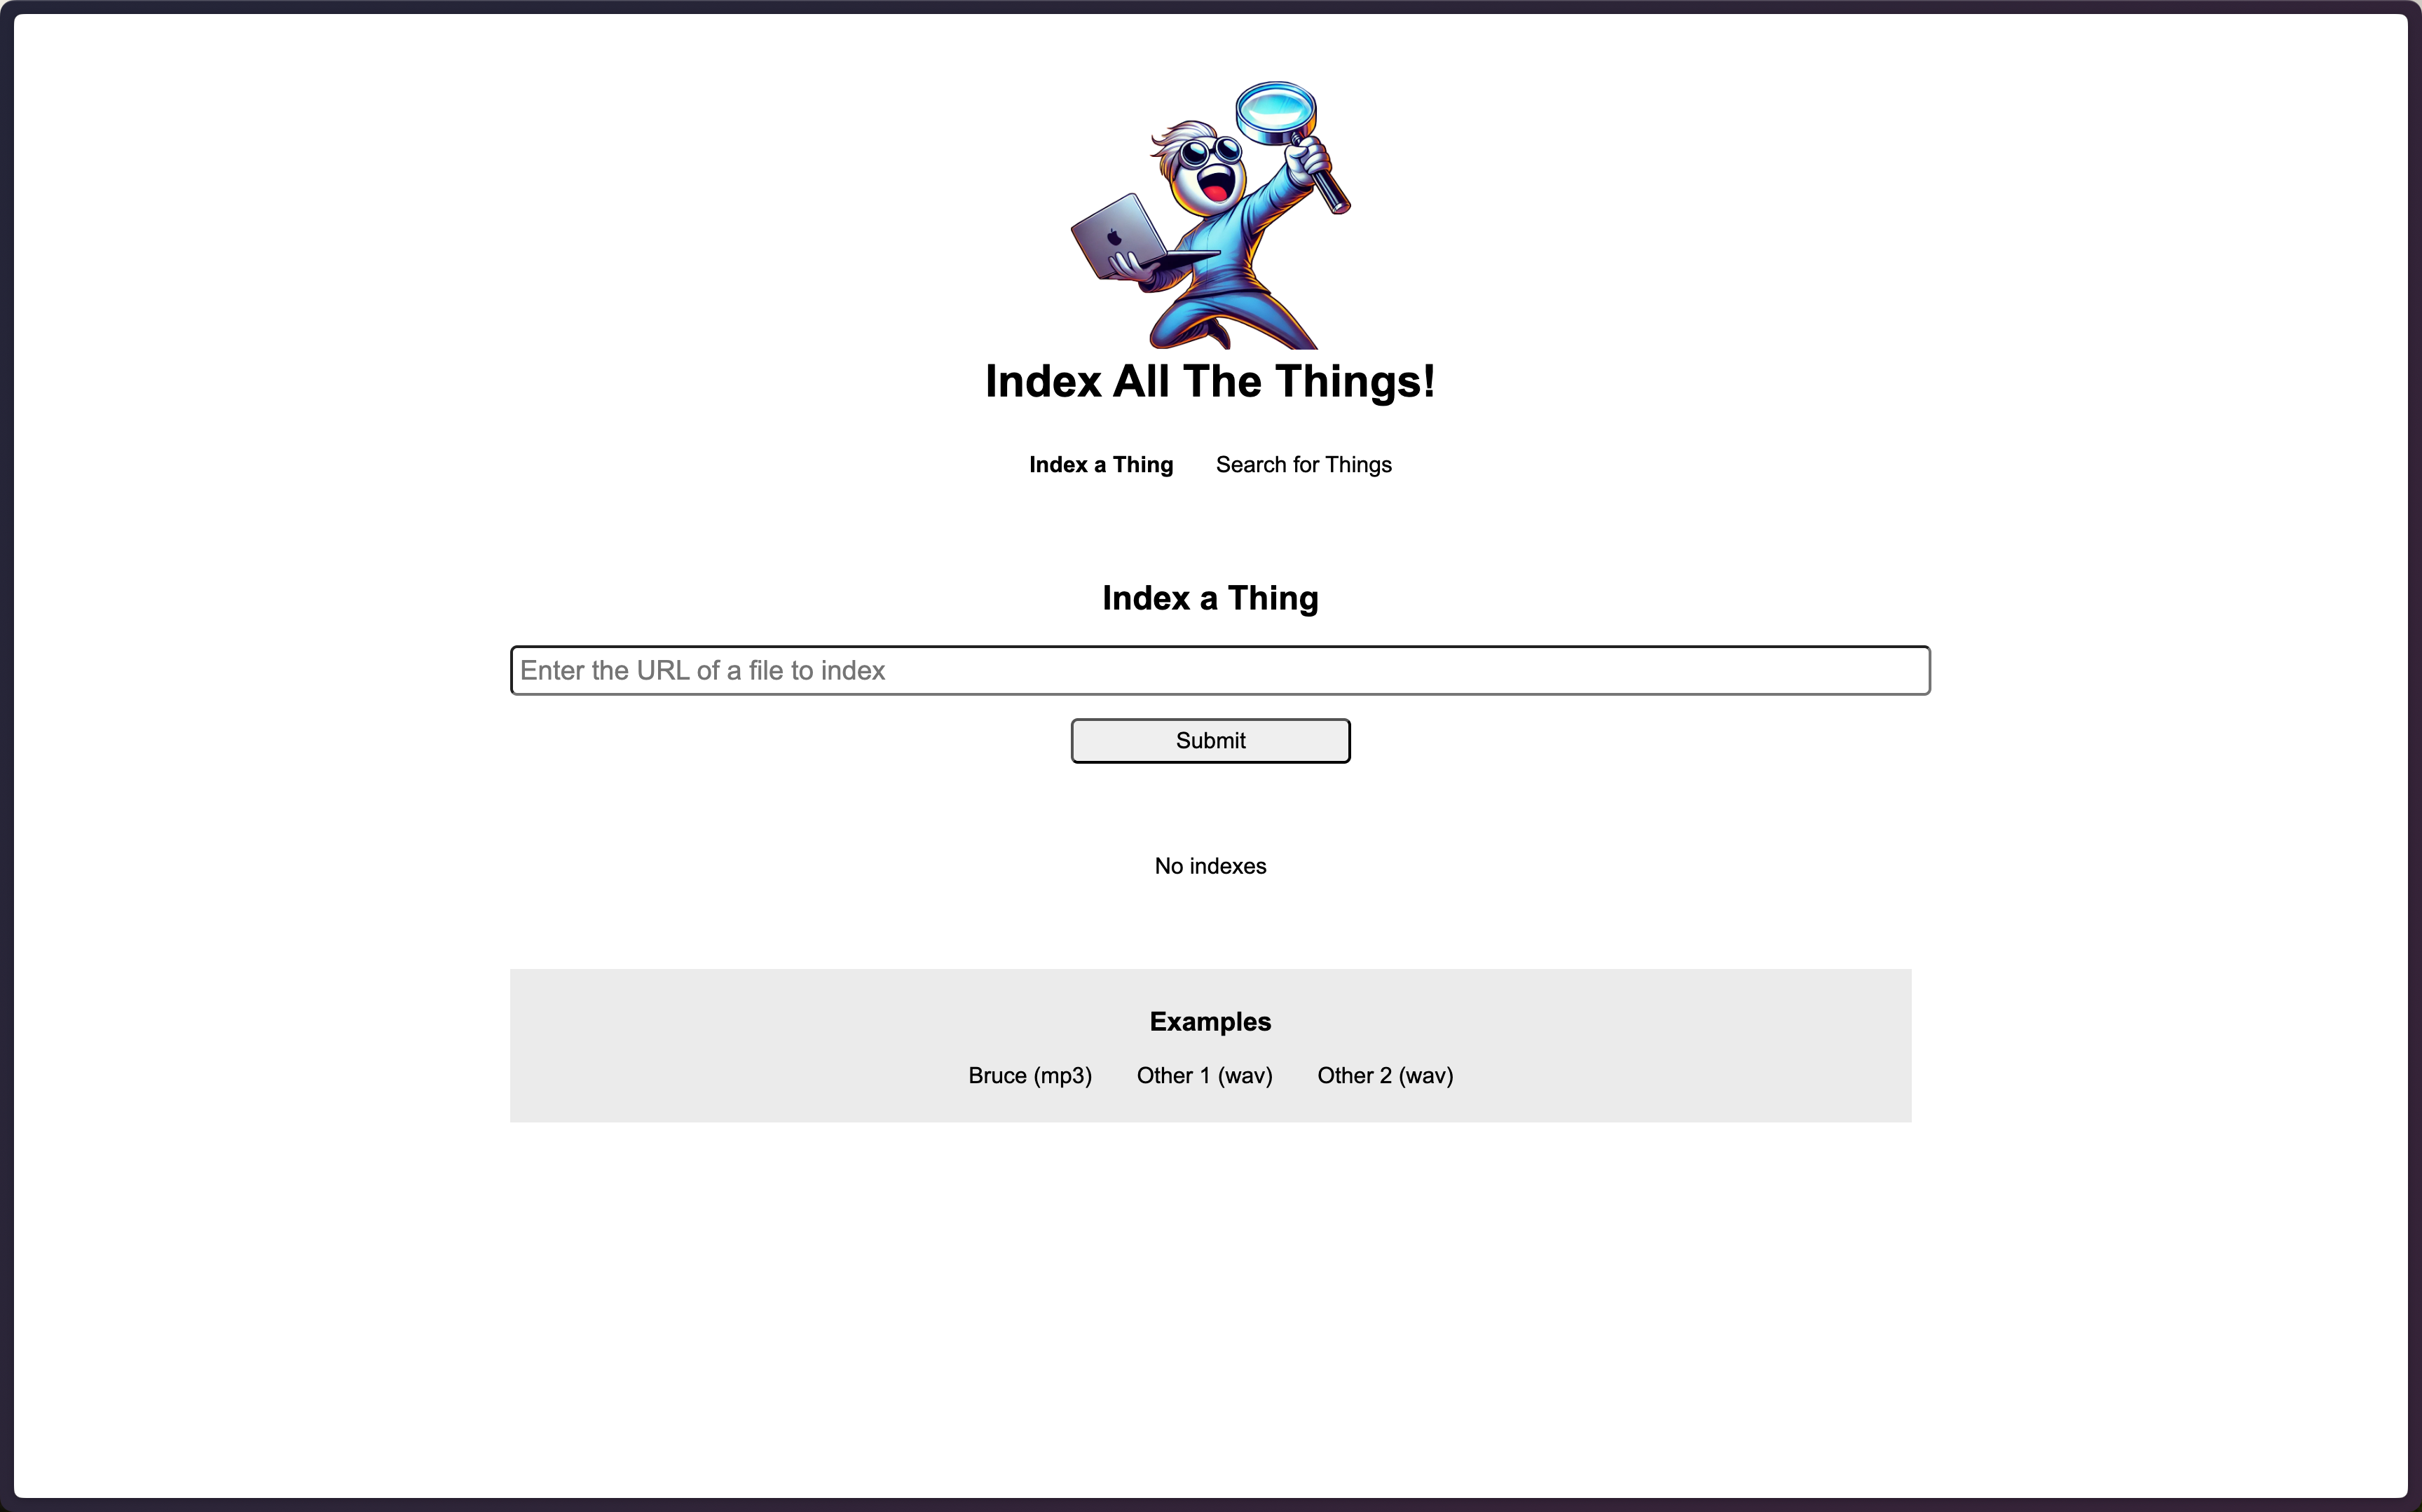 Index All The Things!
Index a Thing Search for Things
Index a Thing
Enter the URL of a file to index
Submit
No indexes
Examples
Bruce (mp3) Other 1 (wav) Other 2 (wav)